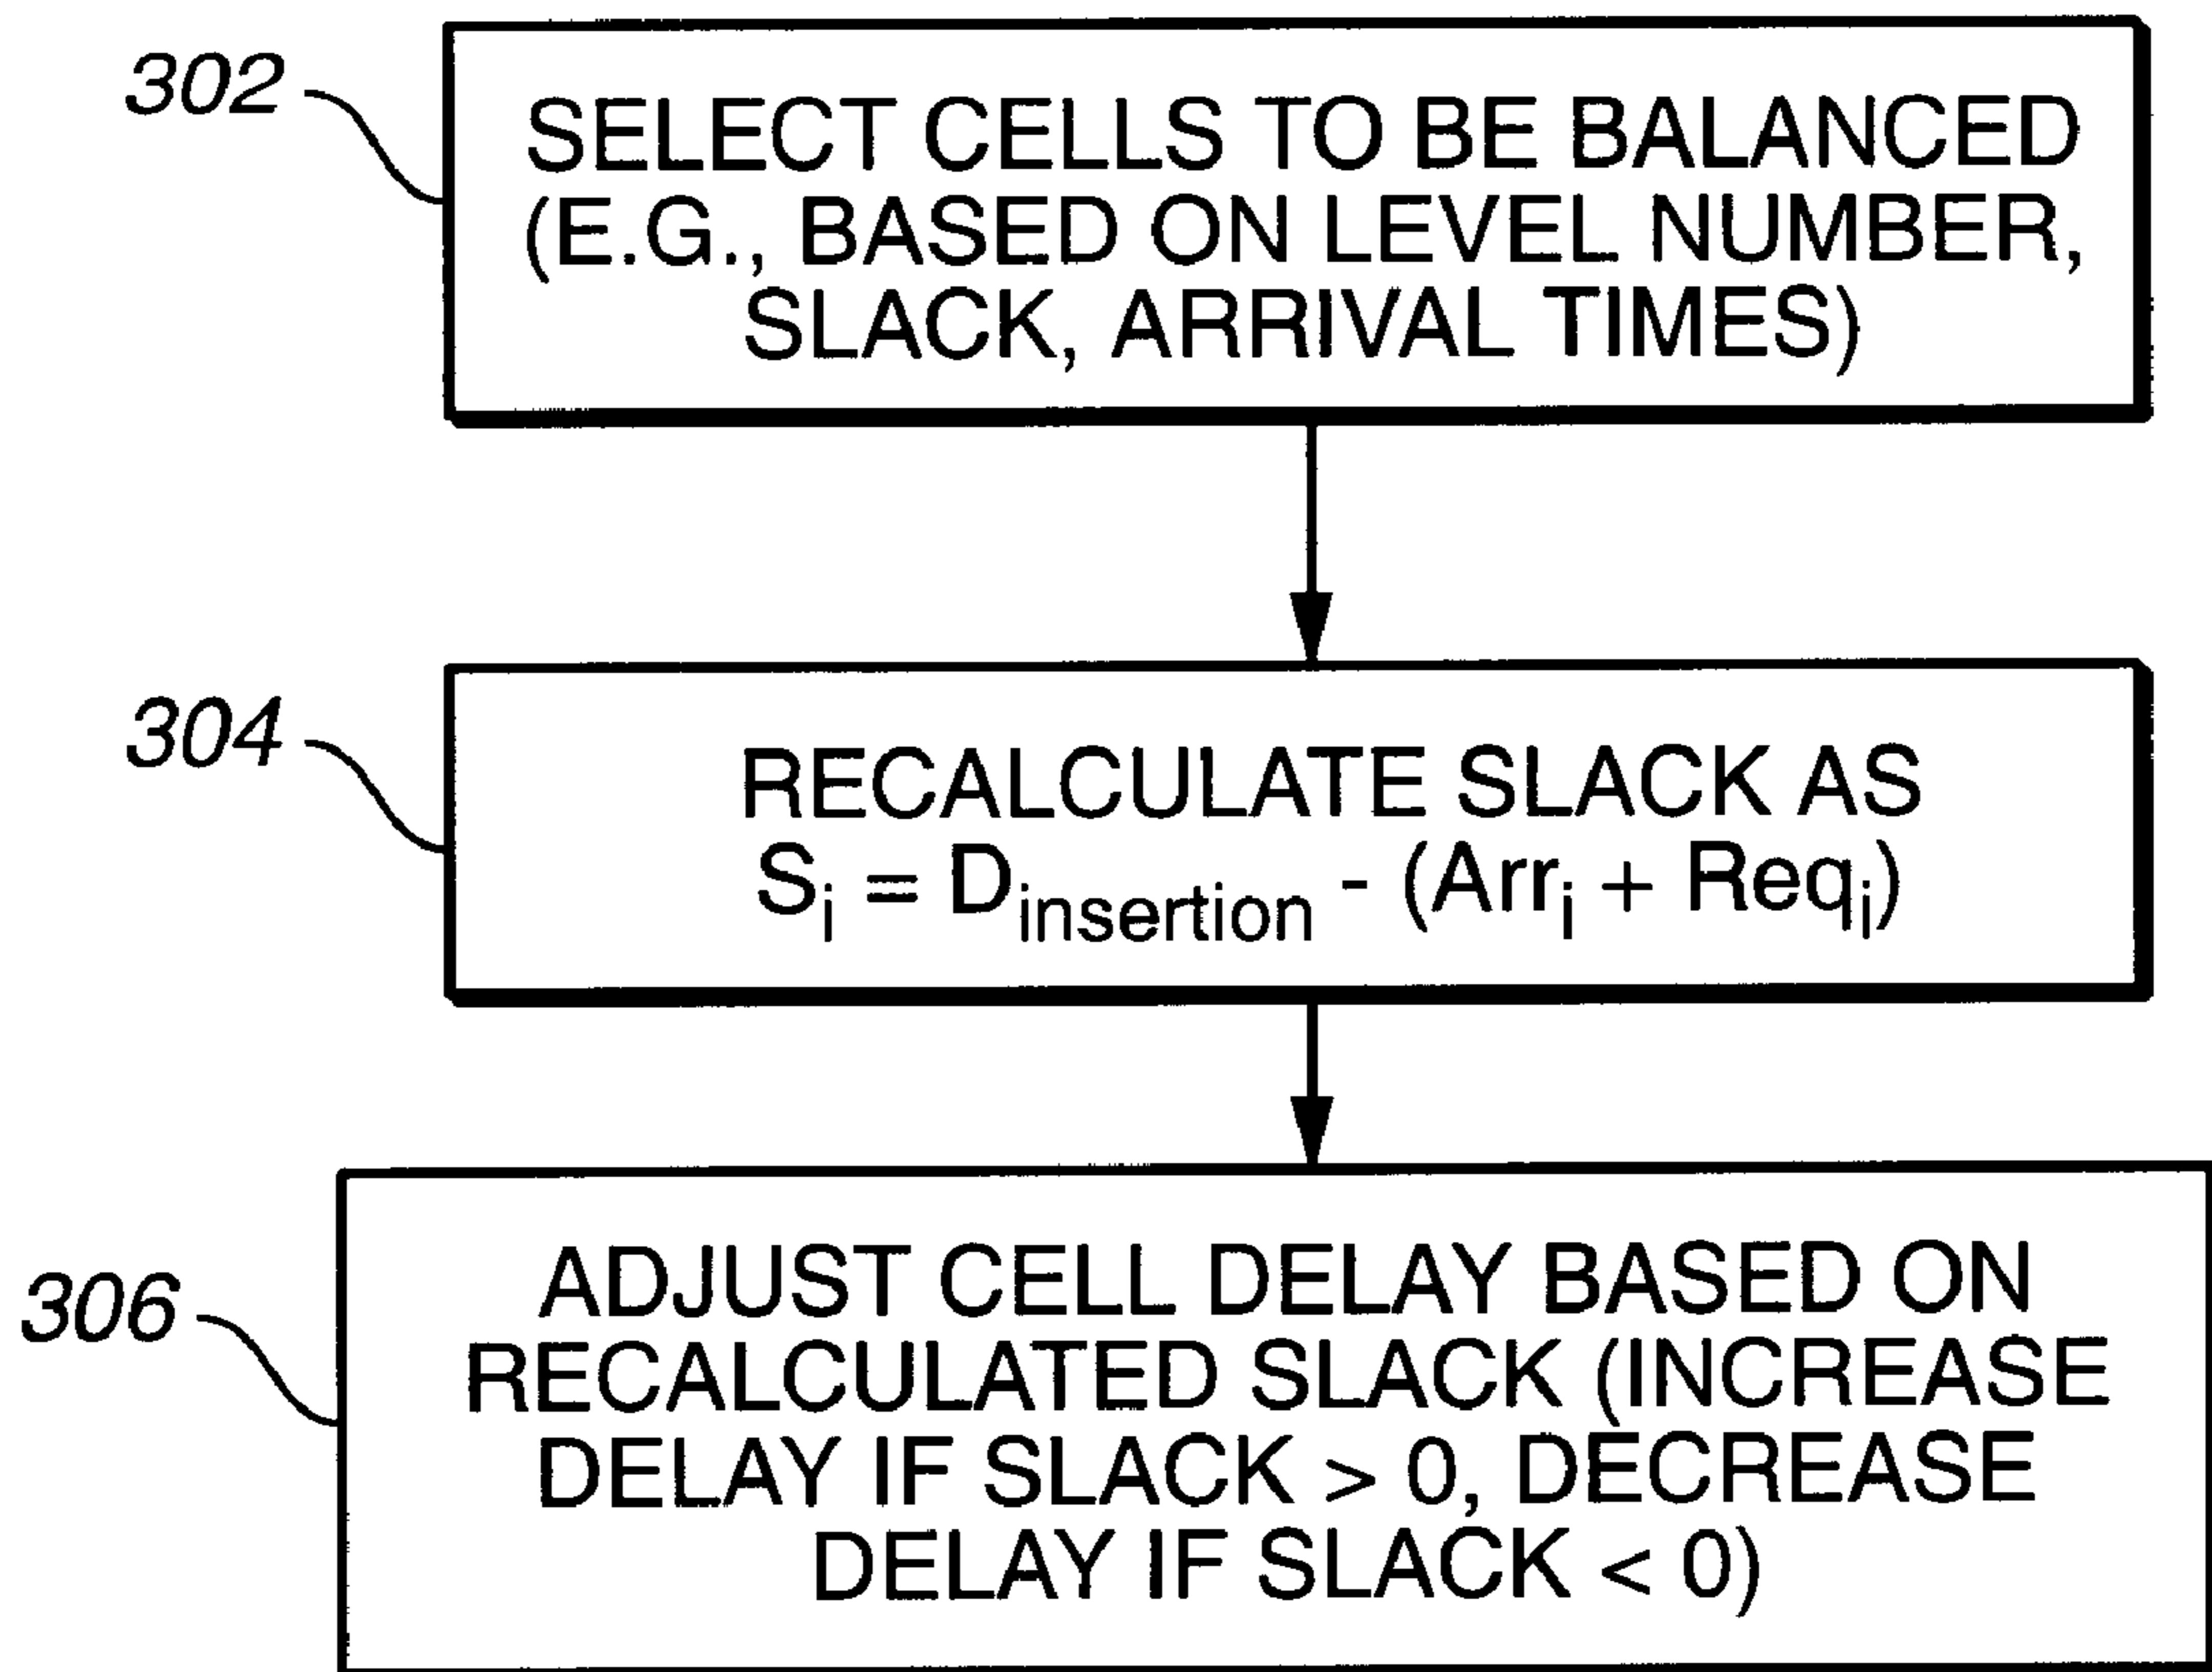 302
SELECT CELLS TO BE BALANCED
(E.G., BASED ON LEVEL NUMBER,
SLACK, ARRIVAL TIMES)
304
RECALCULATE SLACK AS
Sᵢ = D_insertion - (Arrᵢ + Reqᵢ)
306
ADJUST CELL DELAY BASED ON
RECALCULATED SLACK (INCREASE
DELAY IF SLACK > 0, DECREASE
DELAY IF SLACK < 0)